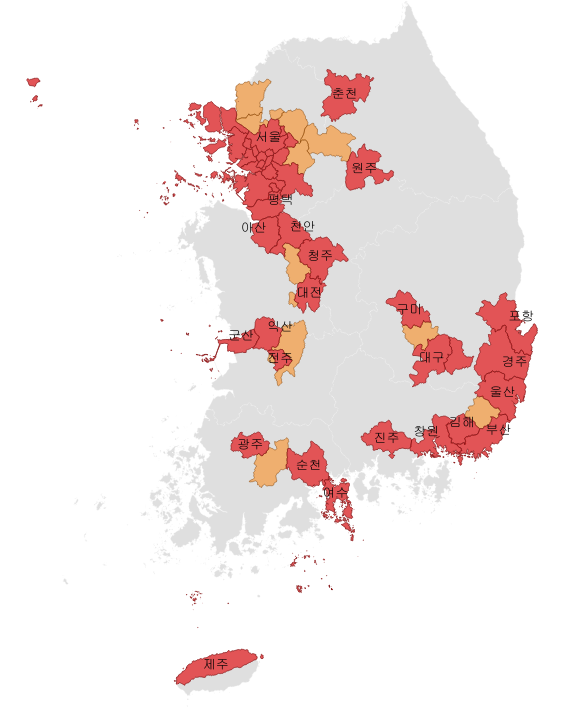 춘천
서울
원주
평택
아산
천안
청주
대전
구미
포항
군산
익산
대구
전주
경주
울산
김해
부산
창원
진주
광주
순천
여수
제주